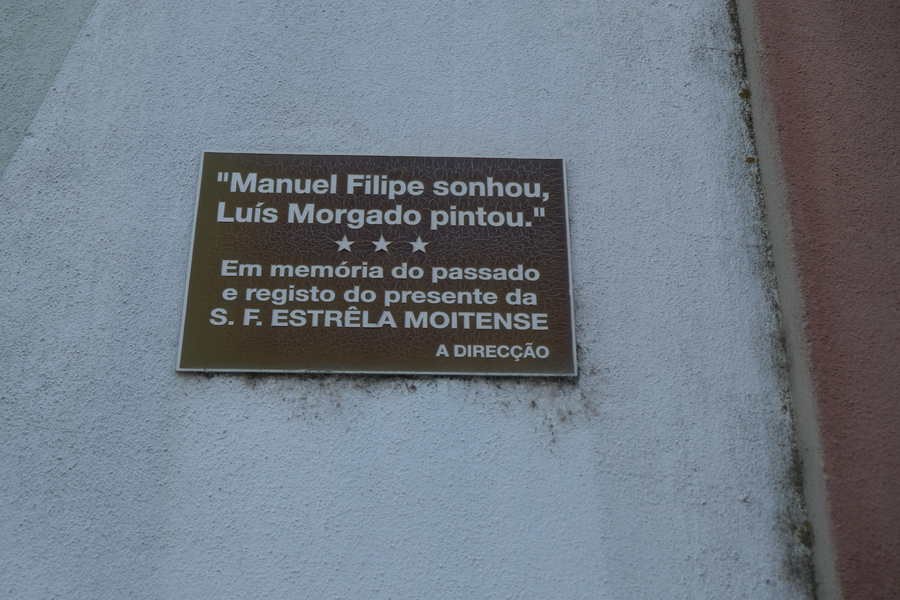 "Manuel Filipe sonhou,
Luís Morgado pintou."
★ ★ ★
Em memória do passado
e registo do presente da
S. F. ESTRÊLA MOITENSE
A DIRECÇÃO